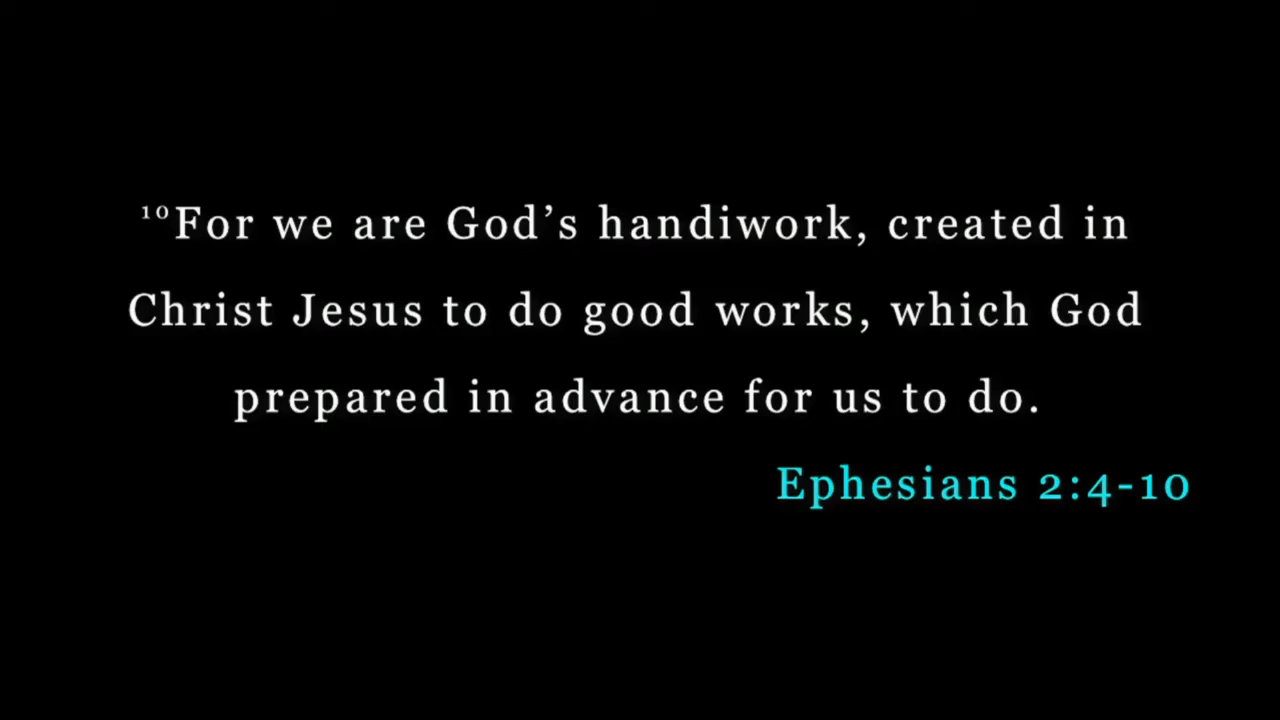 ¹⁰For we are God’s handiwork, created in
Christ Jesus to do good works, which God
prepared in advance for us to do.
Ephesians 2:4-10